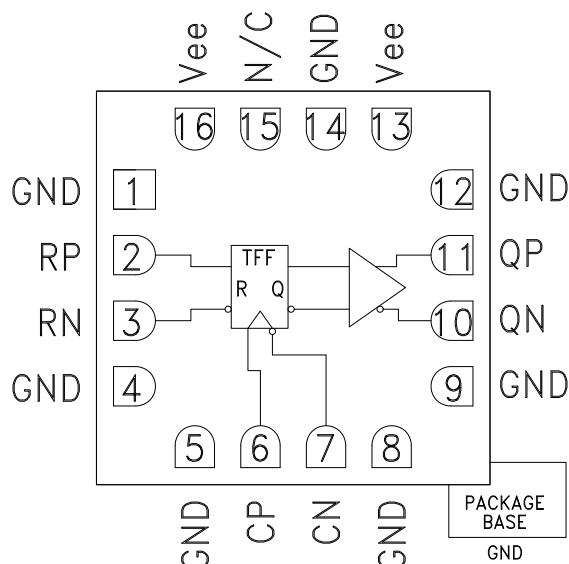 Vee N/C GND Vee
16 15 14 13
GND 1 12 GND
RP 2 TFF 11 QP
R Q
RN 3 10 QN
GND 4 9 GND
5 6 7 8
GND CP CN GND
PACKAGE
BASE
GND